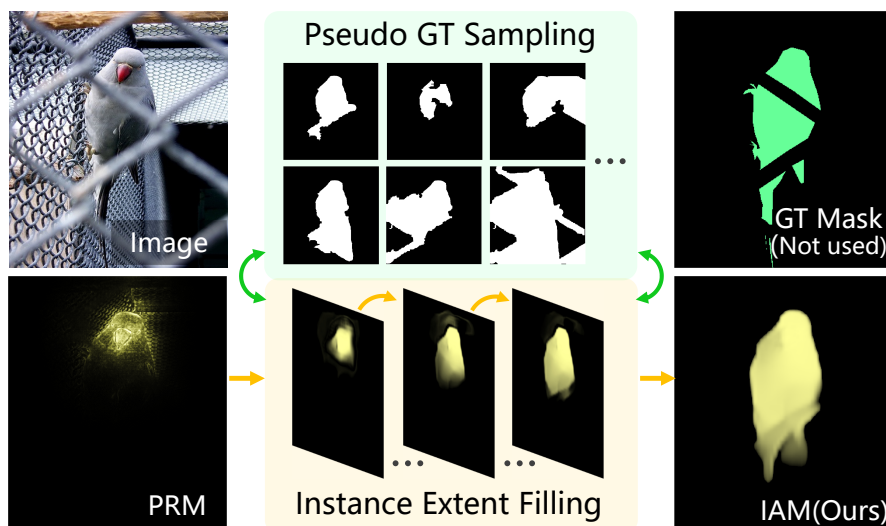 Pseudo GT Sampling
...
Image
GT Mask
(Not used)
PRM
... ...
Instance Extent Filling
IAM(Ours)